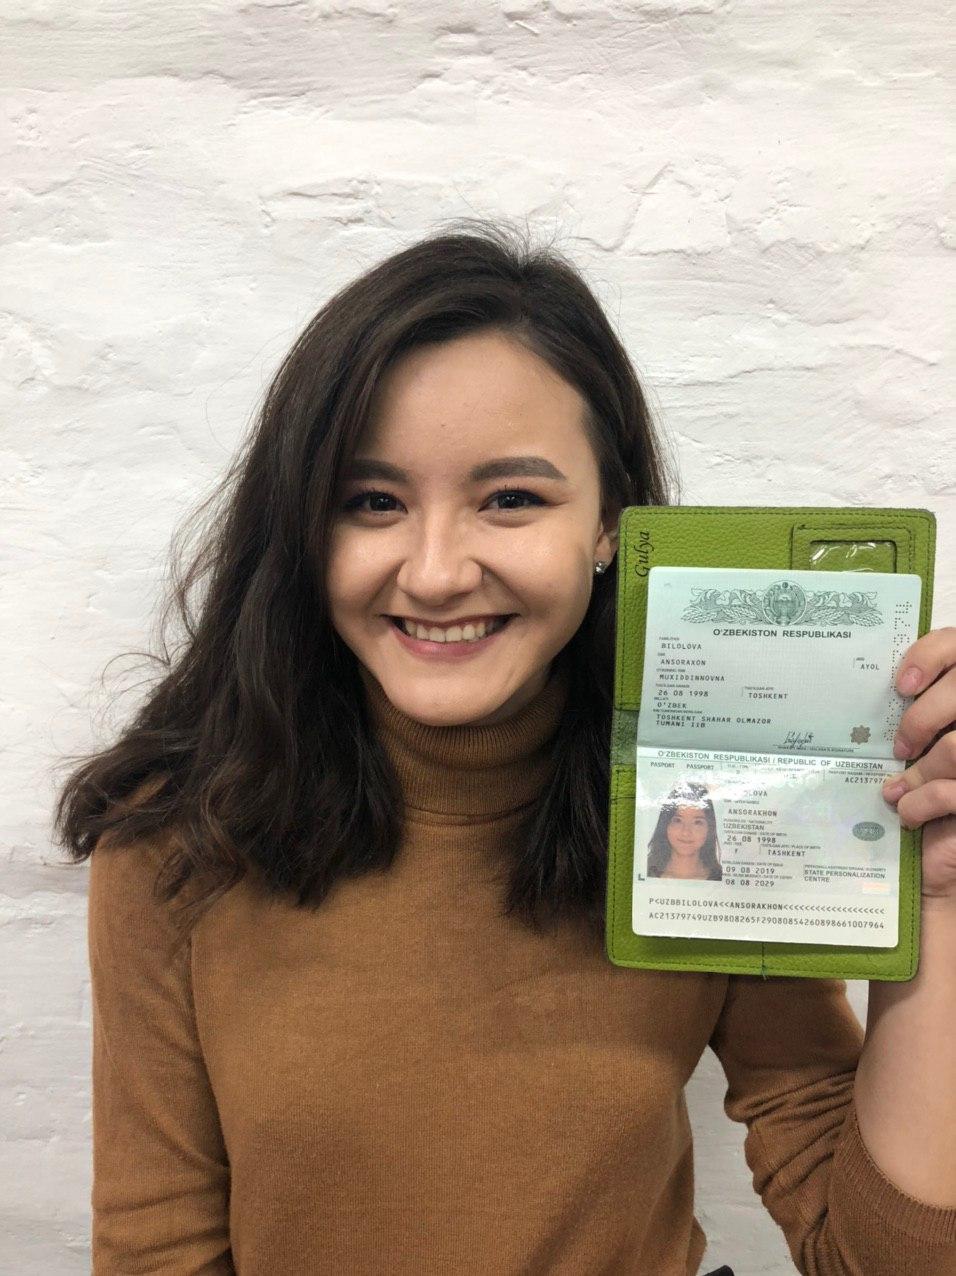 Gulya
O'ZBEKISTON RESPUBLIKASI
BILOLOVA
ANSORAXON
AYOL
MUXIDDINNOVNA
26 08 1998 TOSHKENT
O'ZBEK
TOSHKENT SHAHAR OLMAZOR
TUMANI IIB
O'ZBEKISTON RESPUBLIKASI / REPUBLIC OF UZBEKISTAN
PASPORT PASSPORT
ANSORAKHON
UZBEKISTAN
26 08 1998
F TASHKENT
09 08 2019 STATE PERSONALIZATION
08 08 2029 CENTRE
P<UZBBILOLOVA<<ANSORAKHON<<<<<<<<<<<<<<<<<<<
AC21379749UZB9808265F29080854260898661007964